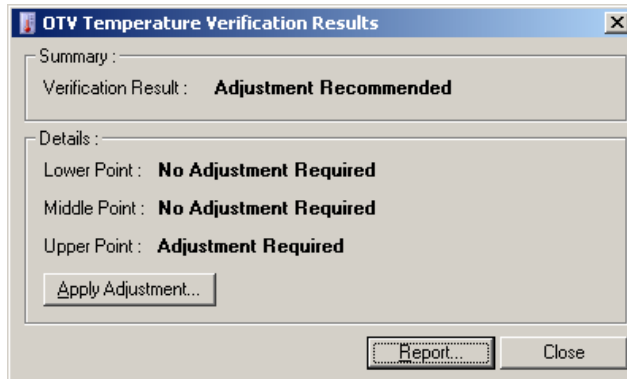 OTV Temperature Verification Results
Summary :
Verification Result : Adjustment Recommended
Details :
Lower Point : No Adjustment Required
Middle Point : No Adjustment Required
Upper Point : Adjustment Required
Apply Adjustment...
Report... Close